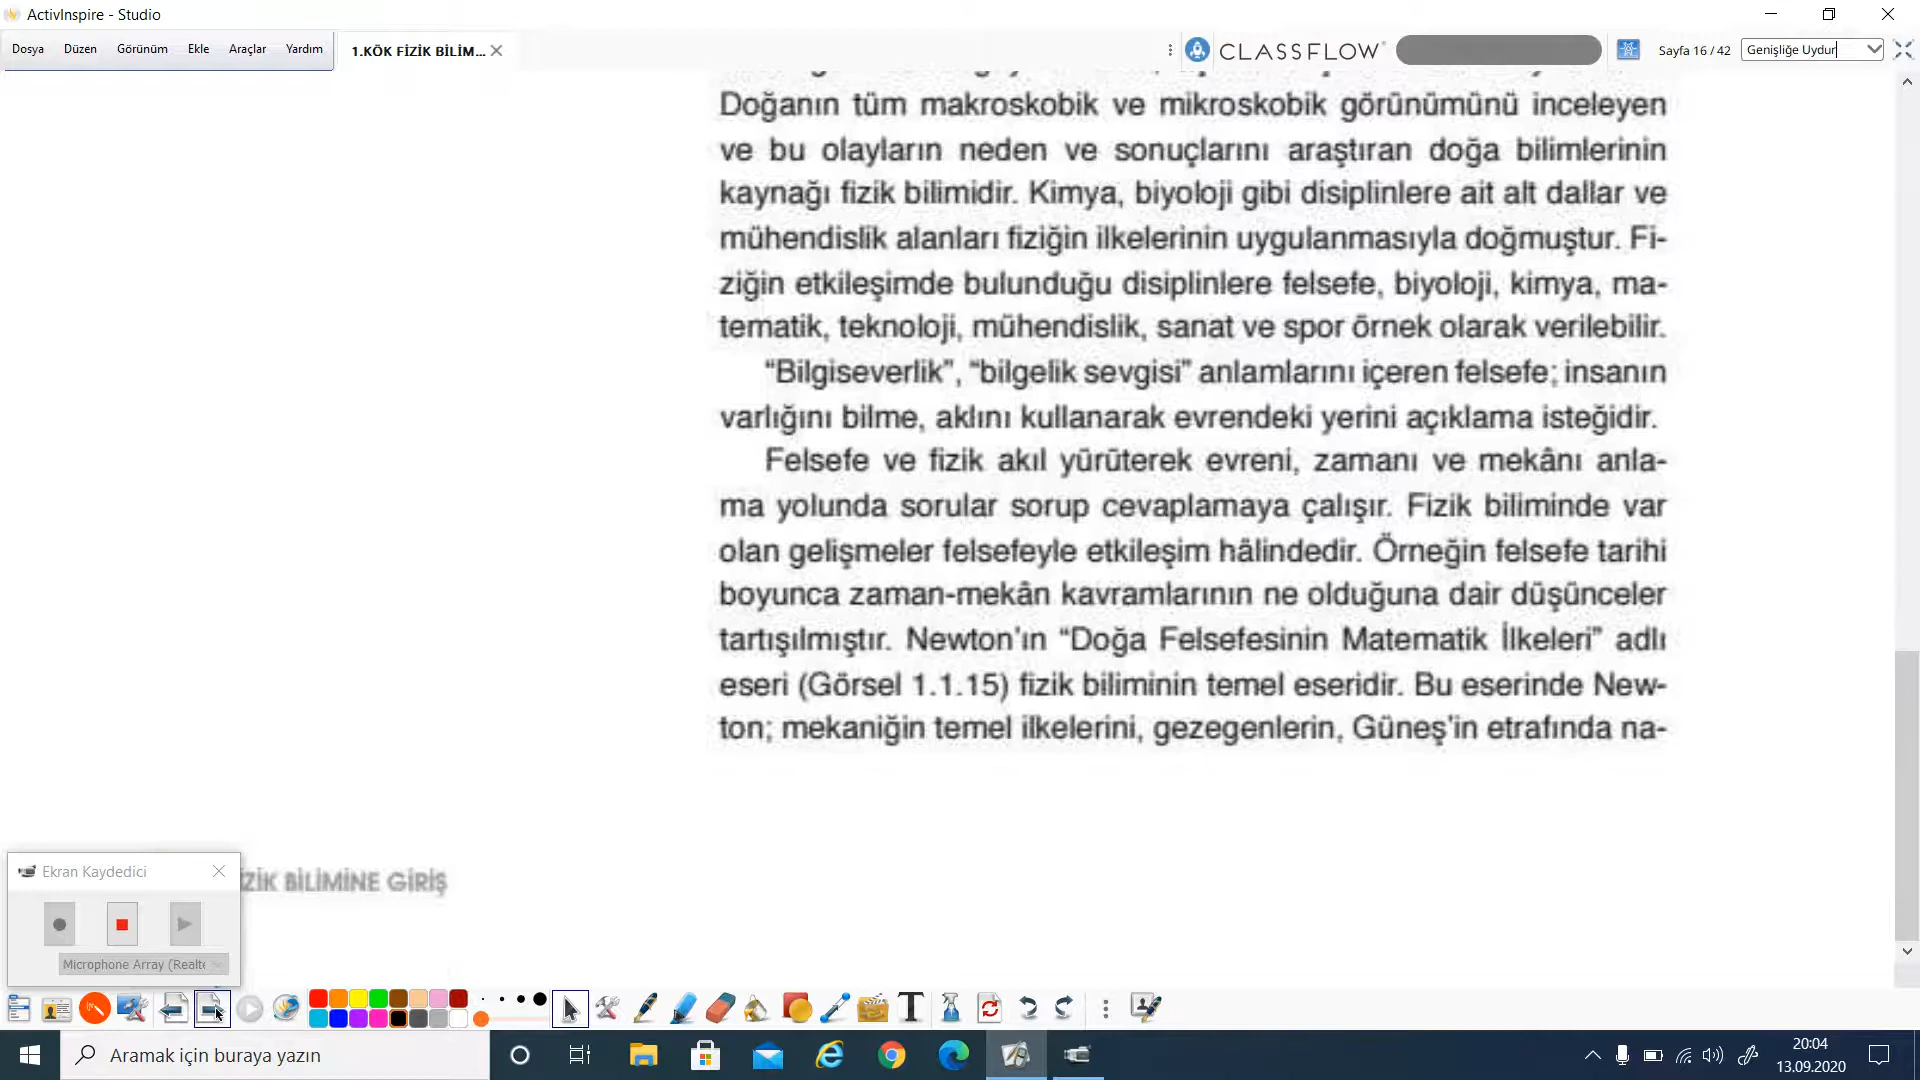 ActivInspire - Studio
Dosya Düzen Görünüm Ekle Araçlar Yardım
1.KÖK FİZİK BİLİM...
CLASSFLOW
Sayfa 16 / 42
Genişliğe Uydur
Doğanın tüm makroskobik ve mikroskobik görünümünü inceleyen
ve bu olayların neden ve sonuçlarını araştıran doğa bilimlerinin
kaynağı fizik bilimidir. Kimya, biyoloji gibi disiplinlere ait alt dallar ve
mühendislik alanları fiziğin ilkelerinin uygulanmasıyla doğmuştur. Fi-
ziğin etkileşimde bulunduğu disiplinlere felsefe, biyoloji, kimya, ma-
tematik, teknoloji, mühendislik, sanat ve spor örnek olarak verilebilir.
“Bilgiseverlik”, “bilgelik sevgisi” anlamlarını içeren felsefe; insanın
varlığını bilme, aklını kullanarak evrendeki yerini açıklama isteğidir.
Felsefe ve fizik akıl yürüterek evreni, zamanı ve mekânı anla-
ma yolunda sorular sorup cevaplamaya çalışır. Fizik biliminde var
olan gelişmeler felsefeyle etkileşim hâlindedir. Örneğin felsefe tarihi
boyunca zaman-mekân kavramlarının ne olduğuna dair düşünceler
tartışılmıştır. Newton’ın “Doğa Felsefesinin Matematik İlkeleri” adlı
eseri (Görsel 1.1.15) fizik biliminin temel eseridir. Bu eserinde New-
ton; mekaniğin temel ilkelerini, gezegenlerin, Güneş’in etrafında na-
Ekran Kaydedici
ZİK BİLİMİNE GİRİŞ
Microphone Array (Realte
Aramak için buraya yazın
20:04
13.09.2020